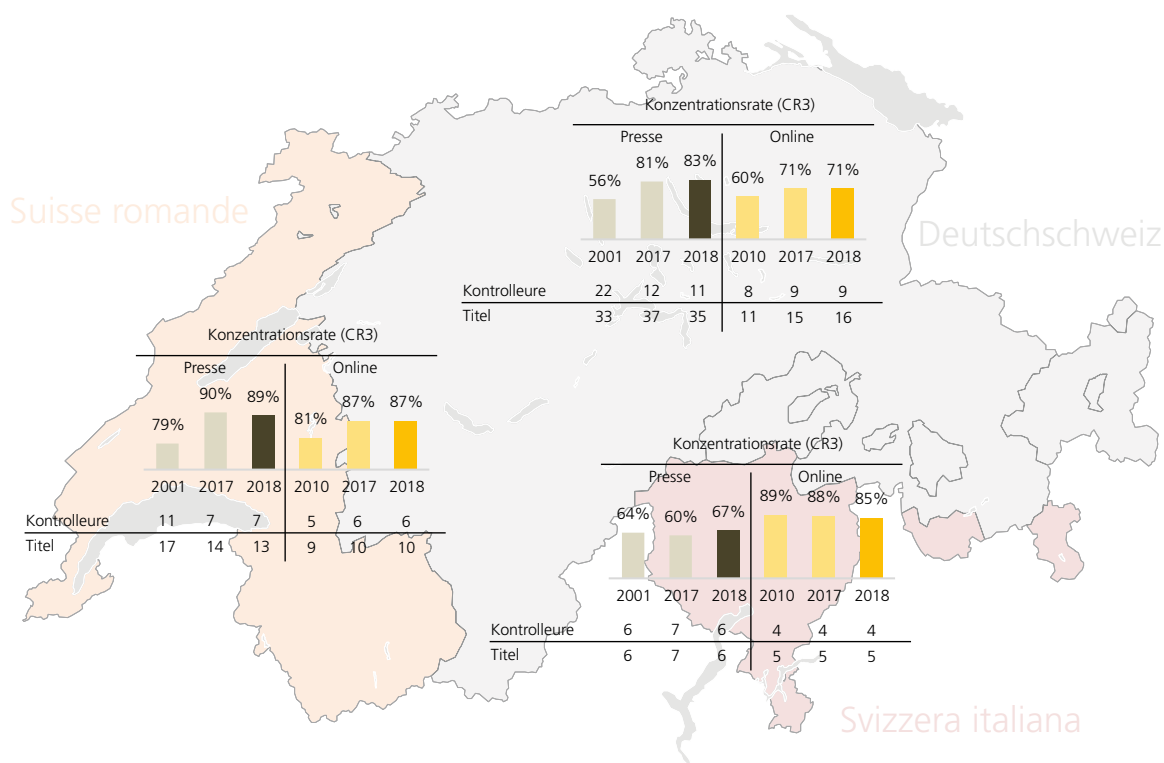 Konzentrationsrate (CR3)
Presse Online
56% 81% 83% 60% 71% 71%
2001 2017 2018 2010 2017 2018
Kontrolleure 22 12 11 8 9 9
Titel 33 37 35 11 15 16
Suisse romande
Deutschschweiz
Konzentrationsrate (CR3)
Presse Online
79% 90% 89% 81% 87% 87%
2001 2017 2018 2010 2017 2018
Kontrolleure 11 7 7 5 6 6
Titel 17 14 13 9 10 10
Konzentrationsrate (CR3)
Presse Online
64% 60% 67% 89% 88% 85%
2001 2017 2018 2010 2017 2018
Kontrolleure 6 7 6 4 4 4
Titel 6 7 6 5 5 5
Svizzera italiana